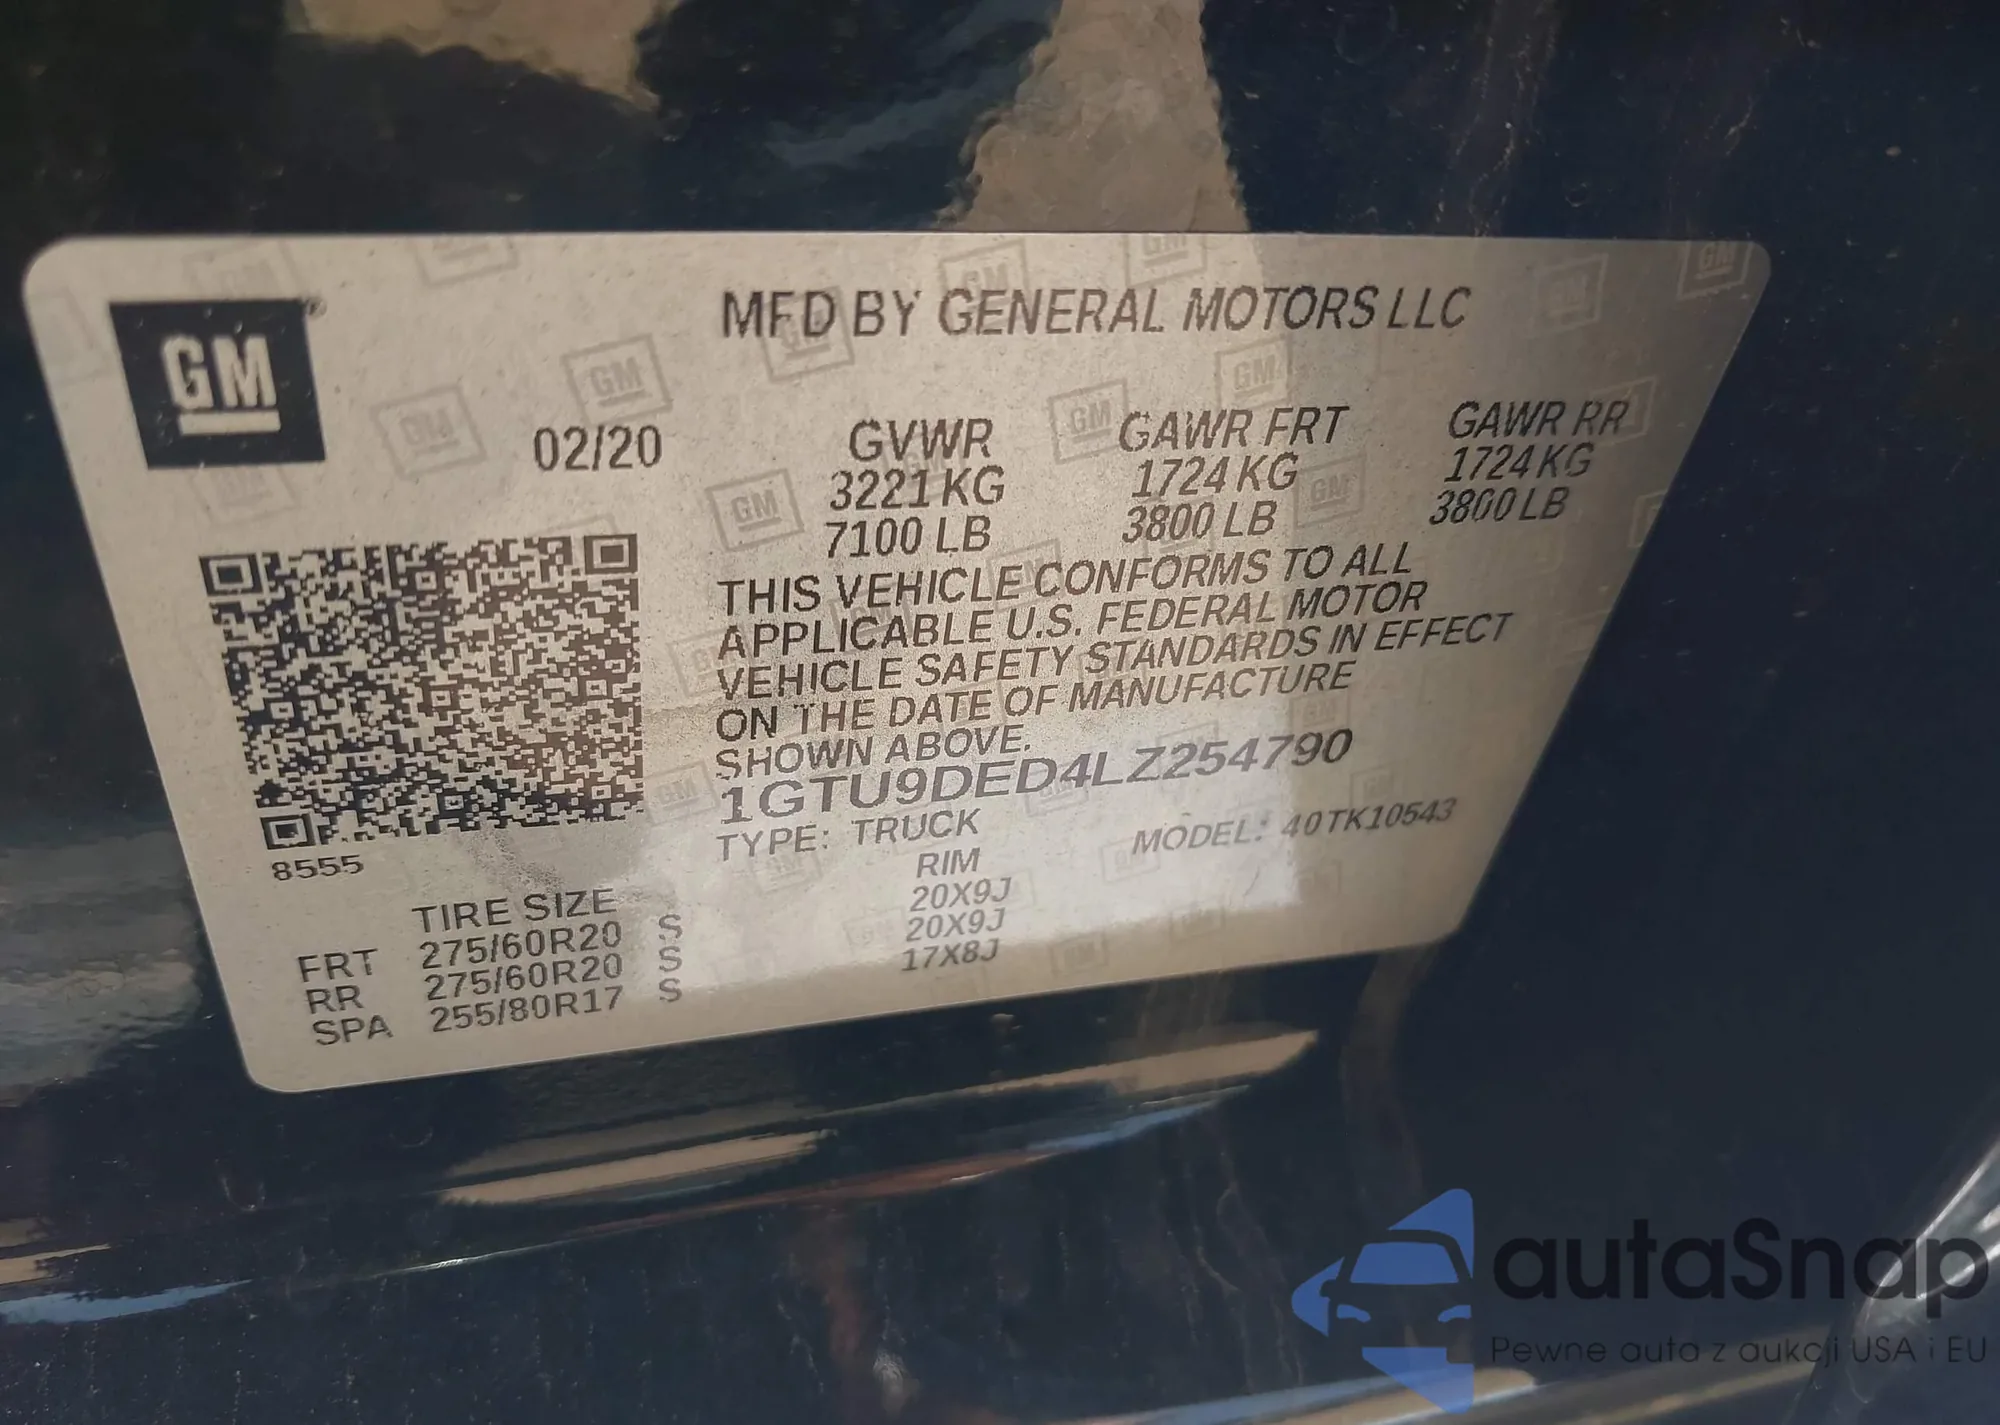 GM
MFD BY GENERAL MOTORS LLC
02/20 GVWR GAWR FRT GAWR RR
3221 KG 1724 KG 1724 KG
7100 LB 3800 LB 3800 LB
THIS VEHICLE CONFORMS TO ALL
APPLICABLE U.S. FEDERAL MOTOR
VEHICLE SAFETY STANDARDS IN EFFECT
ON THE DATE OF MANUFACTURE
SHOWN ABOVE.
1GTU9DED4LZ254790
TYPE: TRUCK MODEL: 40TK10543
8555
TIRE SIZE RIM
FRT 275/60R20 S 20X9J
RR 275/60R20 S 20X9J
SPA 255/80R17 S 17X8J
autaSnap
Pewne auta z aukcji USA i EU